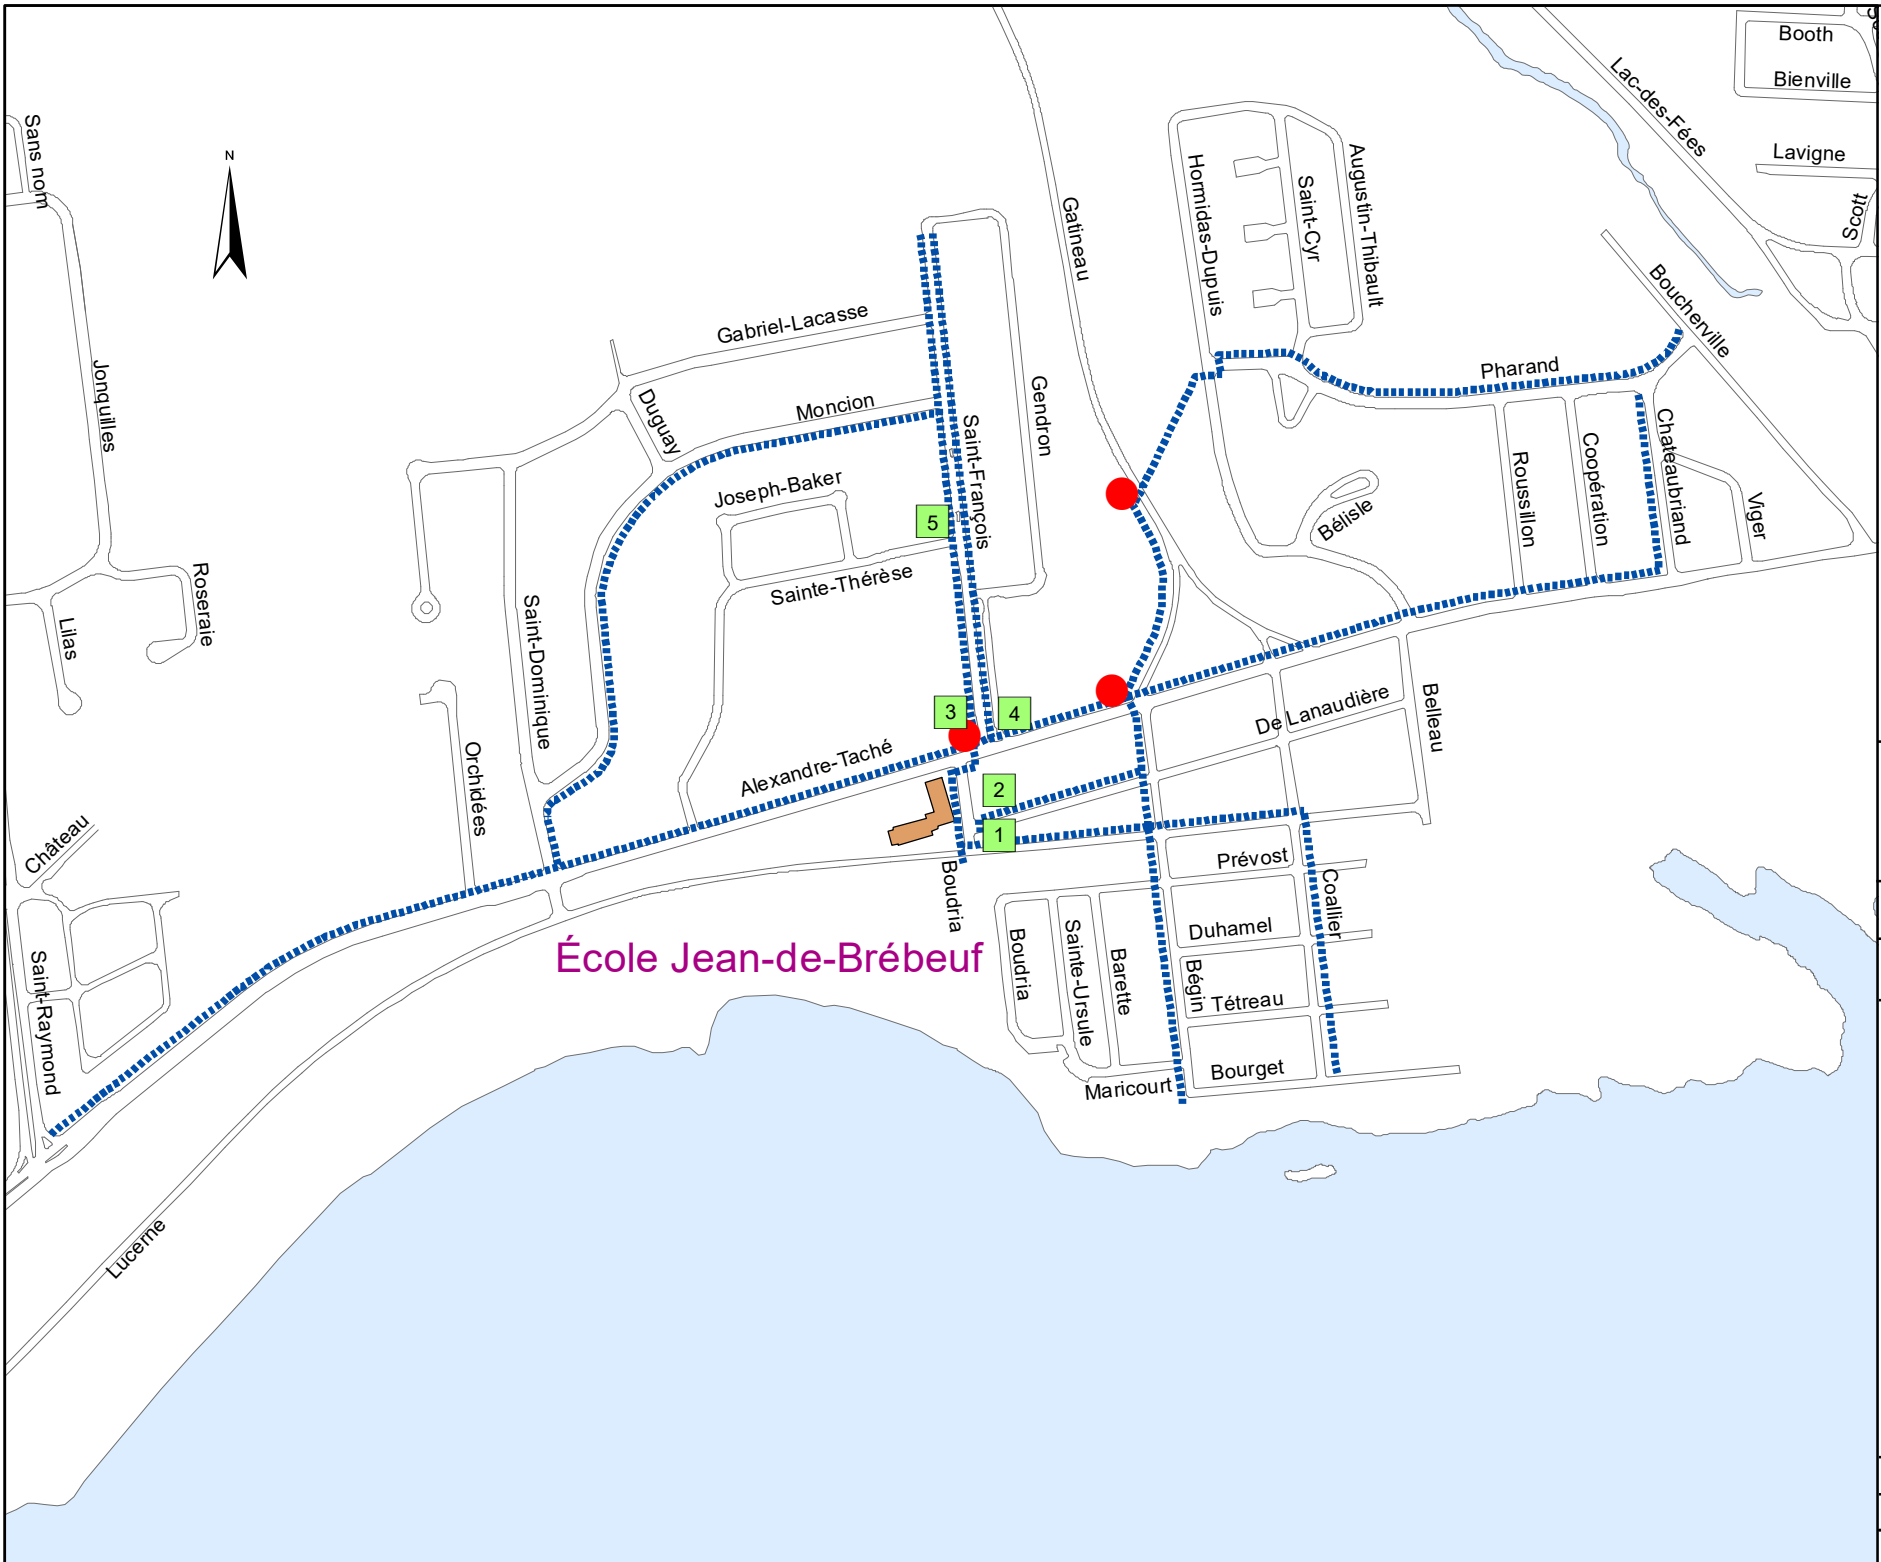 Booth
Bienville
Lac-des-Fées
Lavigne
Scott
Sans nom
N
Hormidas-Dupuis
Saint-Cyr
Augustin-Thibault
Gatineau
Boucherville
Gabriel-Lacasse
Jonquilles
Pharand
Duguay
Moncion
Gendron
Saint-François
Chateaubriand
Coopération
Roussillon
Viger
Joseph-Baker
5
Bélisle
Sainte-Thérèse
Roseraie
Lilas
Saint-Dominique
3
4
De Lanaudière
Belleau
Alexandre-Taché
Orchidées
2
1
Château
Prévost
Boudria
Coallier
École Jean-de-Brébeuf
Duhamel
Boudria
Sainte-Ursule
Barette
Bégin
Tétreau
Saint-Raymond
Bourget
Maricourt
Lucerne